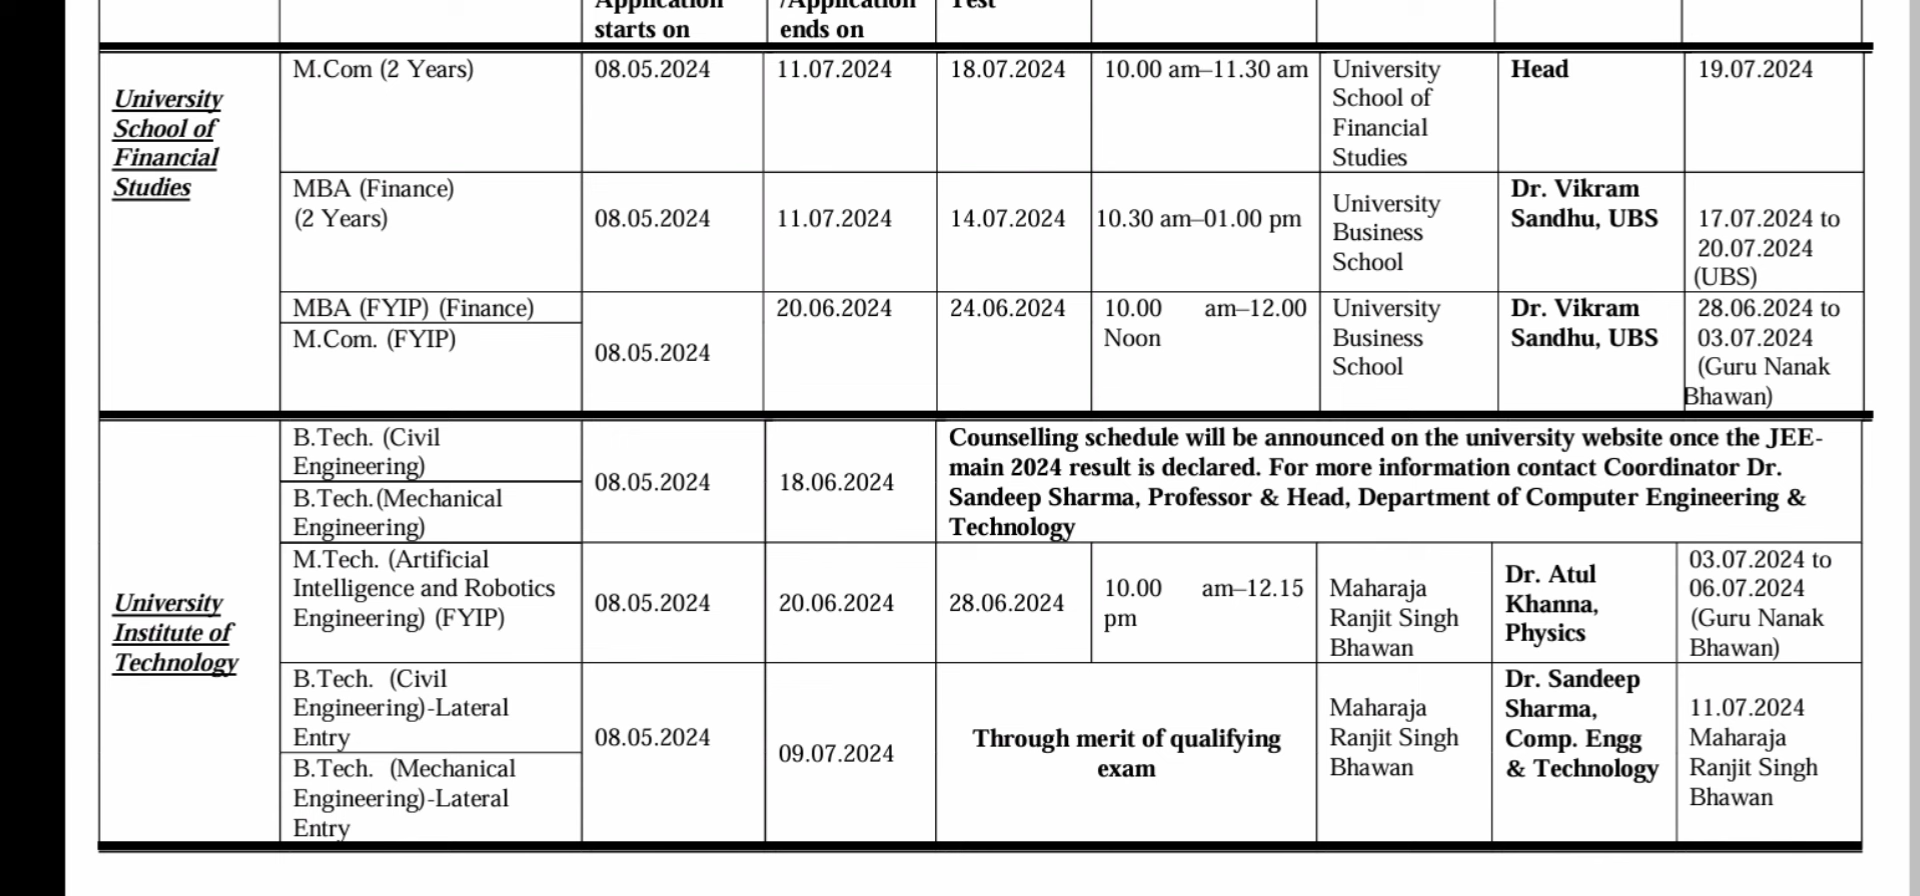 Application
starts on
/Application
ends on
Test
University
School of
Financial
Studies
M.Com (2 Years)
08.05.2024
11.07.2024
18.07.2024
10.00 am–11.30 am
University
School of
Financial
Studies
Head
19.07.2024
MBA (Finance)
(2 Years)
08.05.2024
11.07.2024
14.07.2024
10.30 am–01.00 pm
University
Business
School
Dr. Vikram
Sandhu, UBS
17.07.2024 to
20.07.2024
(UBS)
MBA (FYIP) (Finance)
M.Com. (FYIP)
08.05.2024
20.06.2024
24.06.2024
10.00 am–12.00
Noon
University
Business
School
Dr. Vikram
Sandhu, UBS
28.06.2024 to
03.07.2024
(Guru Nanak
Bhawan)
University
Institute of
Technology
B.Tech. (Civil
Engineering)
B.Tech.(Mechanical
Engineering)
08.05.2024
18.06.2024
Counselling schedule will be announced on the university website once the JEE-
main 2024 result is declared. For more information contact Coordinator Dr.
Sandeep Sharma, Professor & Head, Department of Computer Engineering &
Technology
M.Tech. (Artificial
Intelligence and Robotics
Engineering) (FYIP)
08.05.2024
20.06.2024
28.06.2024
10.00 am–12.15
pm
Maharaja
Ranjit Singh
Bhawan
Dr. Atul
Khanna,
Physics
03.07.2024 to
06.07.2024
(Guru Nanak
Bhawan)
B.Tech. (Civil
Engineering)-Lateral
Entry
B.Tech. (Mechanical
Engineering)-Lateral
Entry
08.05.2024
09.07.2024
Through merit of qualifying
exam
Maharaja
Ranjit Singh
Bhawan
Dr. Sandeep
Sharma,
Comp. Engg
& Technology
11.07.2024
Maharaja
Ranjit Singh
Bhawan